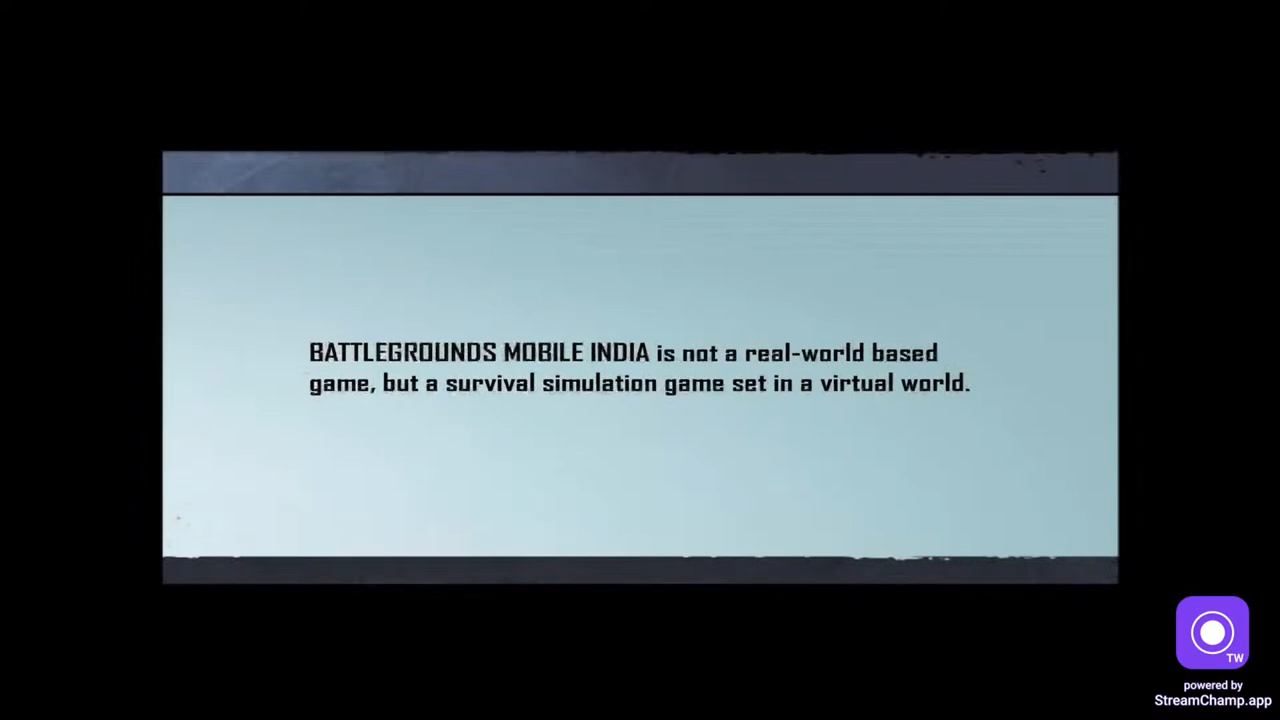 BATTLEGROUNDS MOBILE INDIA is not a real-world based
game, but a survival simulation game set in a virtual world.
TW
powered by
StreamChamp.app